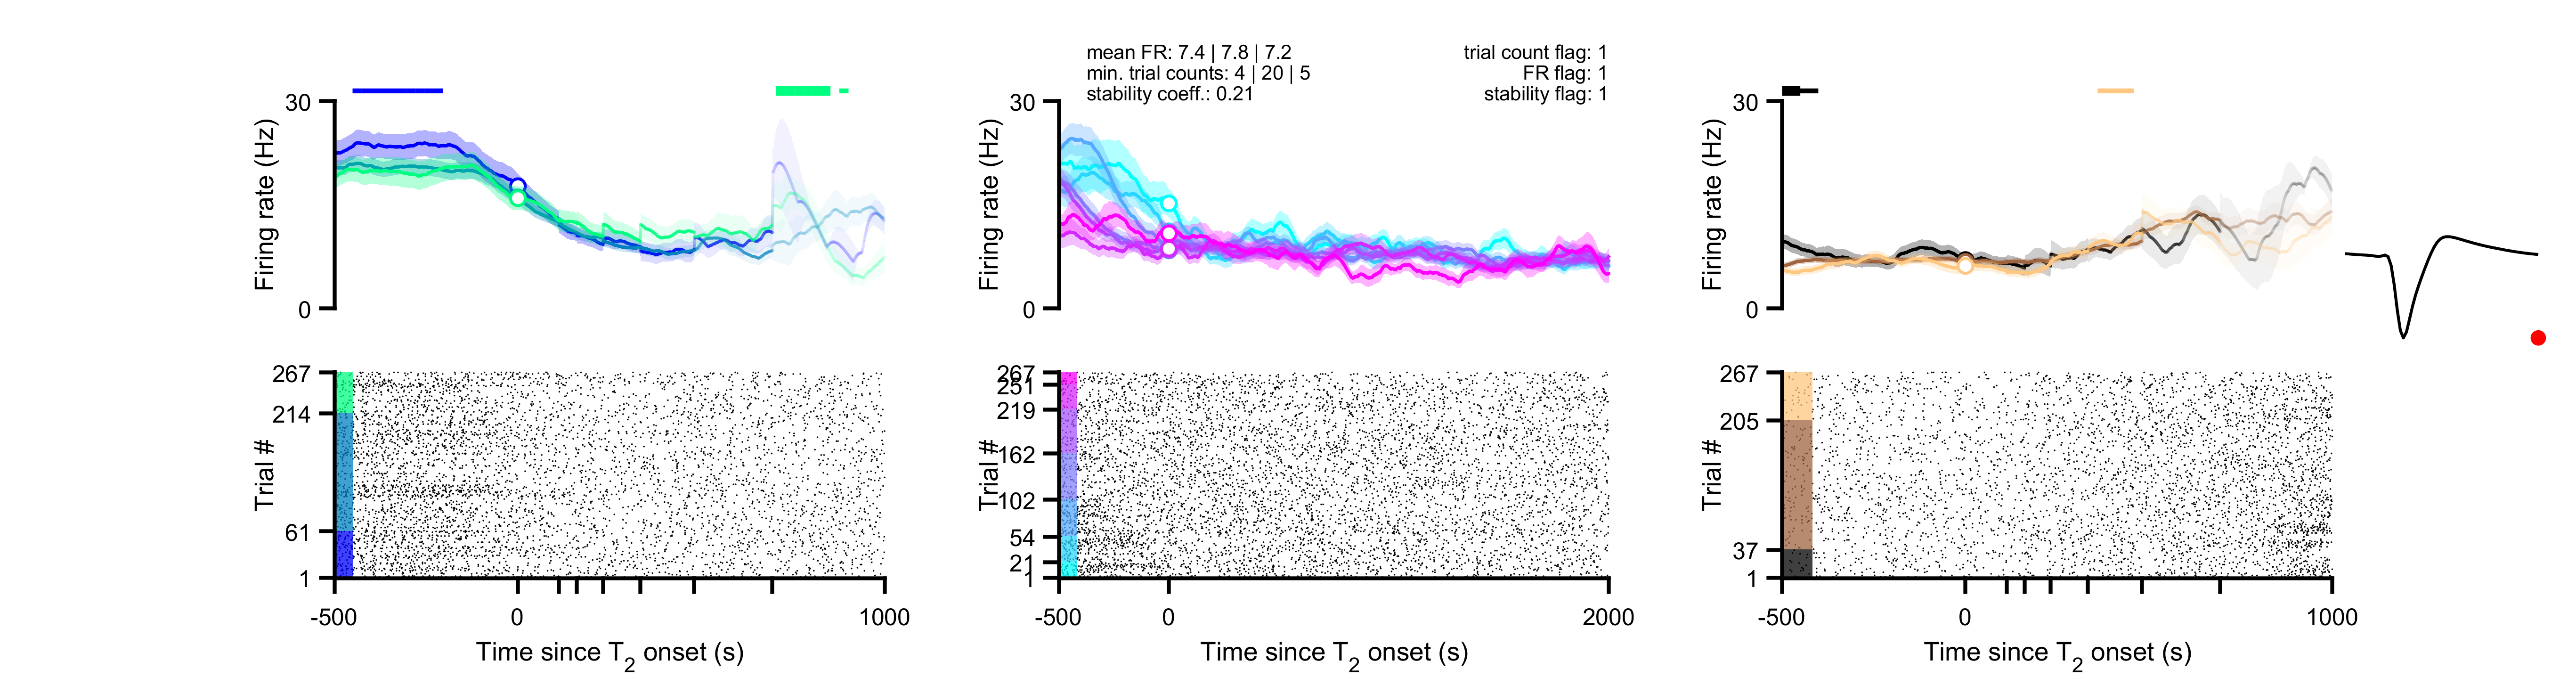 mean FR: 7.4 | 7.8 | 7.2
min. trial counts: 4 | 20 | 5
stability coeff.: 0.21
trial count flag: 1
FR flag: 1
stability flag: 1
Firing rate (Hz)
30
0
Firing rate (Hz)
30
0
Firing rate (Hz)
30
0
Trial #
267
214
61
1
-500
0
1000
Time since T2 onset (s)
Trial #
267
251
219
162
102
54
21
1
-500
0
2000
Time since T2 onset (s)
Trial #
267
205
37
1
-500
0
1000
Time since T2 onset (s)